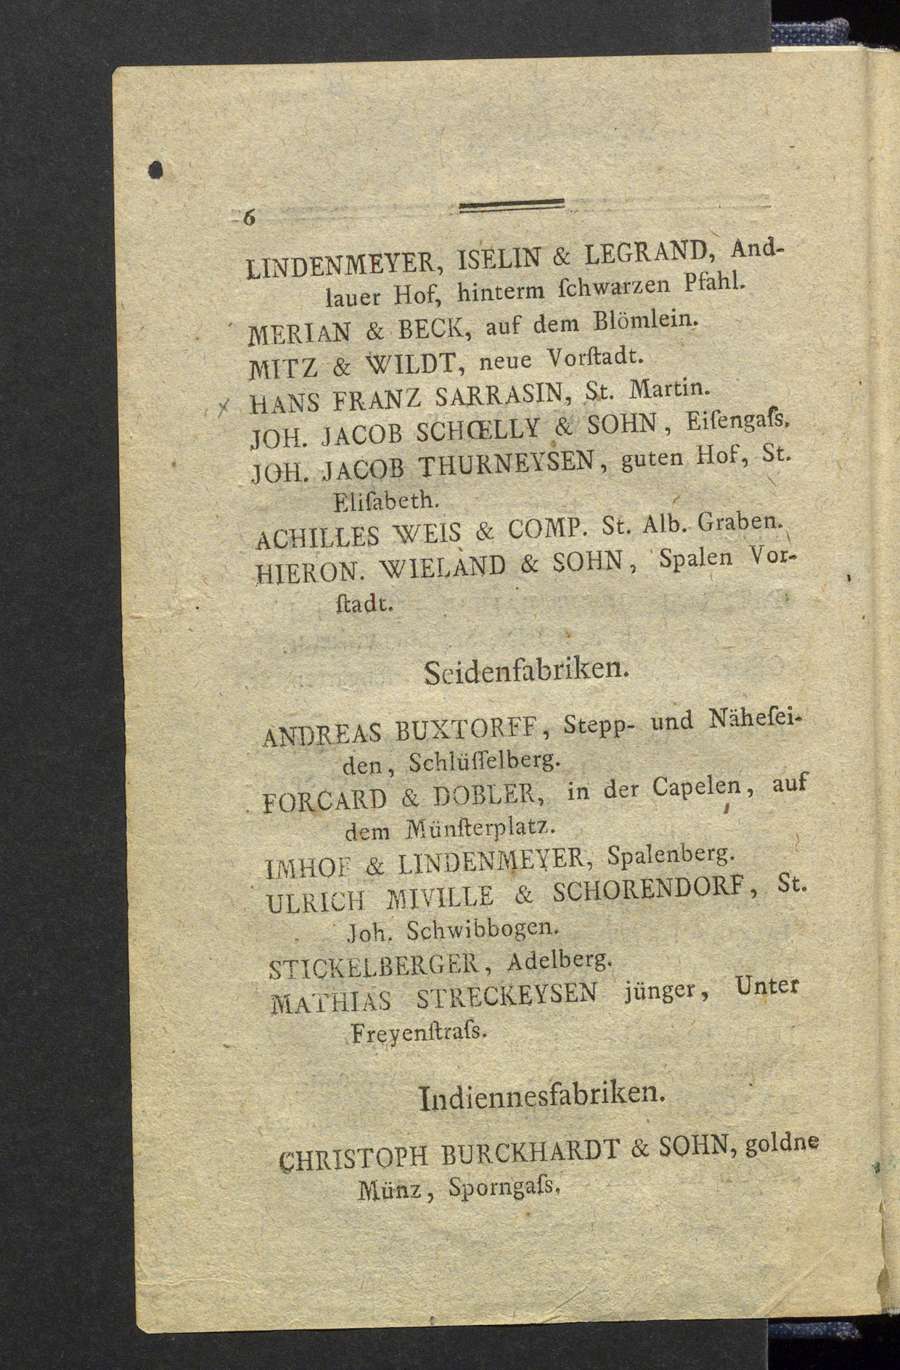 6
LINDENMEYER, ISELIN & LEGRAND, And-
lauer Hof, hinterm ſchwarzen Pfahl.
MERIAN & BECK, auf dem Blömlein.
MITZ & WILDT, neue Vorſtadt.
x HANS FRANZ SARRASIN, St. Martin.
JOH. JACOB SCHŒLLY & SOHN, Eiſengaſs.
JOH. JACOB THURNEYSEN, guten Hof, St.
Eliſabeth.
ACHILLES WEIS & COMP. St. Alb. Graben.
HIERON. WIELAND & SOHN, Spalen Vor-
ſtadt.
Seidenfabriken.
ANDREAS BUXTORFF, Stepp- und Näheſei-
den, Schlüſſelberg.
FORCARD & DOBLER, in der Capelen, auf
dem Münſterplatz.
IMHOF & LINDENMEYER, Spalenberg.
ULRICH MIVILLE & SCHORENDORF, St.
Joh. Schwibbogen.
STICKELBERGER, Adelberg.
MATHIAS STRECKEYSEN jünger, Unter
Freyenſtraſs.
Indiennesfabriken.
CHRISTOPH BURCKHARDT & SOHN, goldne
Münz, Sporngaſs.